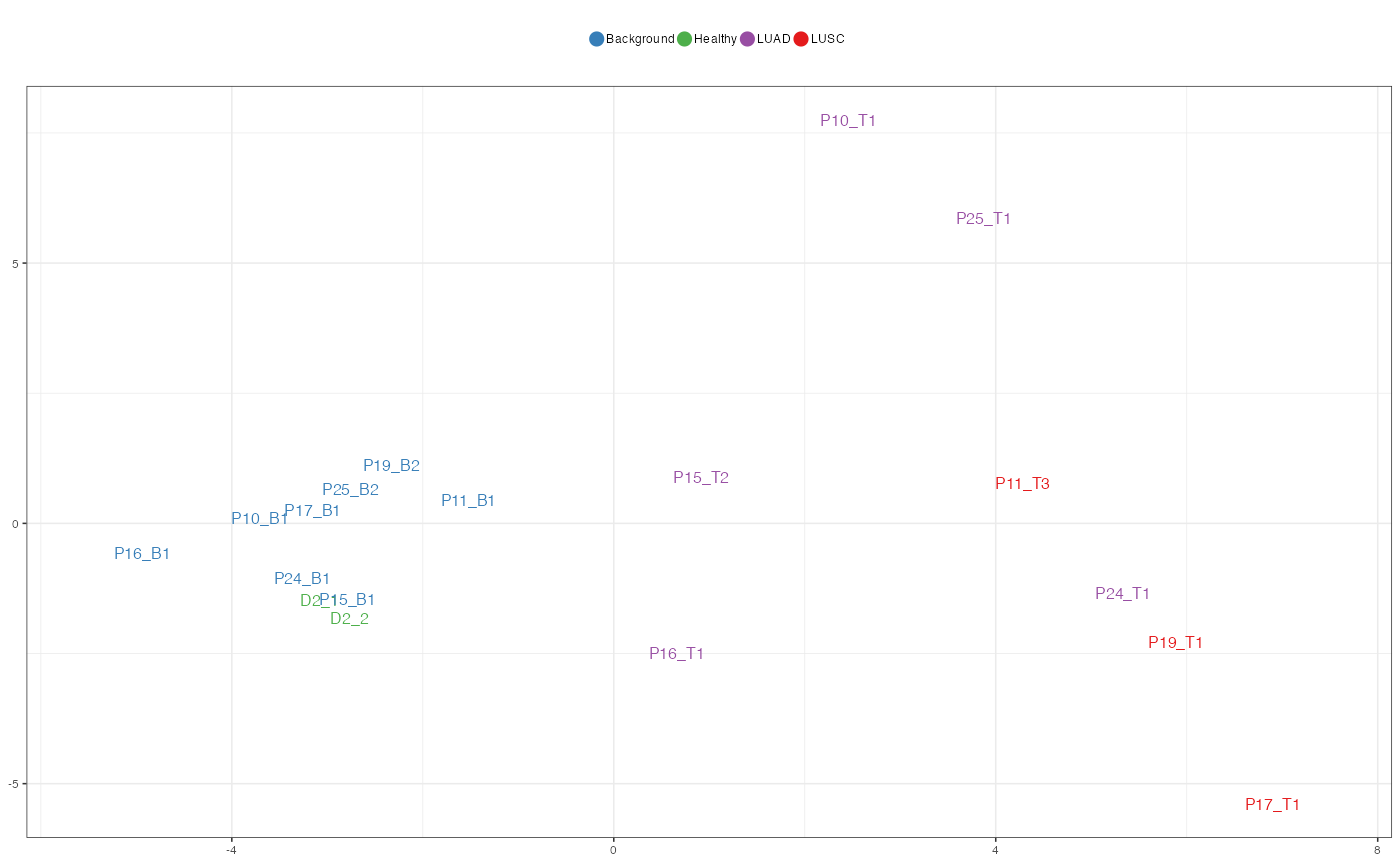 Background Healthy LUAD LUSC
P10_T1
P25_T1
5
P19_B2
P15_T2
P11_T3
P25_B2
P11_B1
P17_B1
P10_B1
0
P16_B1
P24_B1
P24_T1
P15_B1
D2_2
P19_T1
P16_T1
-5
P17_T1
-4 0 4 8